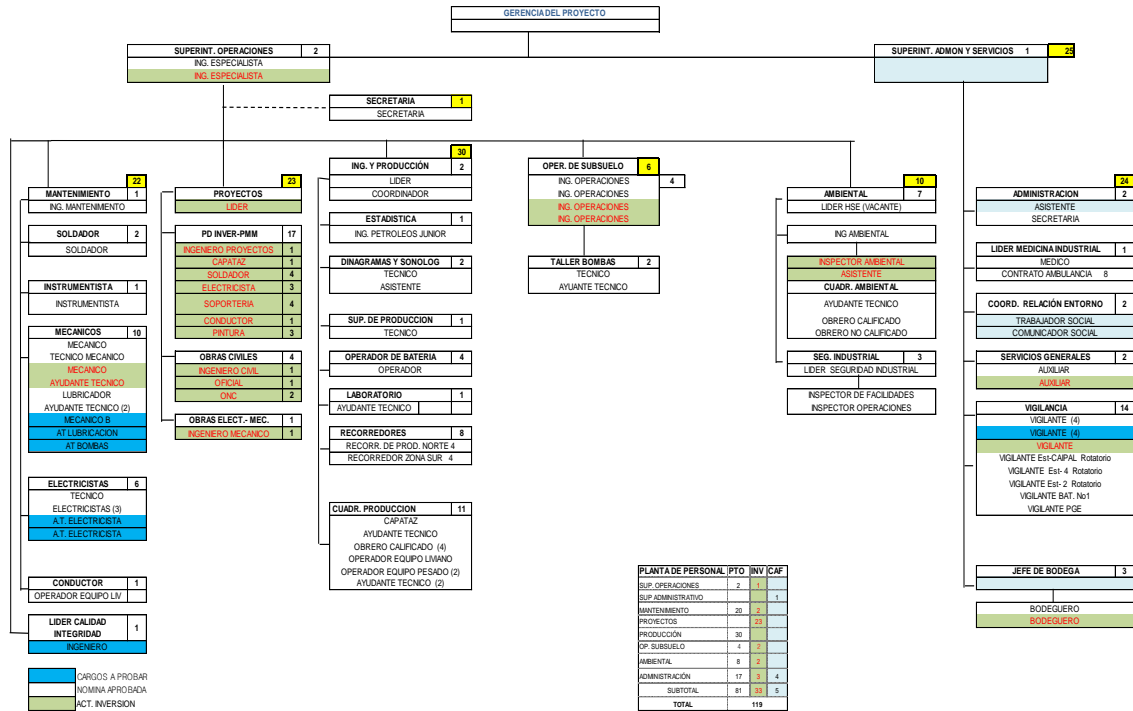 GERENCIA DEL PROYECTO
SUPERINT. OPERACIONES 2
ING. ESPECIALISTA
ING. ESPECIALISTA
SUPERINT. ADMON Y SERVICIOS 1 25
SECRETARIA 1
SECRETARIA
22
MANTENIMIENTO 1
ING. MANTENIMIENTO
SOLDADOR 2
SOLDADOR
INSTRUMENTISTA 1
INSTRUMENTISTA
MECANICOS 10
MECANICO
TECNICO MECANICO
MECANICO
AYUDANTE TECNICO
LUBRICADOR
AYUDANTE TECNICO (2)
MECANICO B
AT LUBRICACIÓN
AT BOMBAS
ELECTRICISTAS 6
TECNICO
ELECTRICISTAS (3)
A.T. ELECTRICISTA
A.T. ELECTRICISTA
CONDUCTOR 1
OPERADOR EQUIPO LIV
LIDER CALIDAD INTEGRIDAD 1
INGENIERO
CARGOS A PROBAR
NOMINA APROBADA
ACT. INVERSION
23
PROYECTOS
LIDER
PD INVER-PMM 17
INGENIERO PROYECTOS 1
CAPATAZ 1
SOLDADOR 4
ELECTRICISTA 3
SOPORTERIA 4
CONDUCTOR 1
PINTURA 3
OBRAS CIVILES 4
INGENIERO CIVIL 1
OFICIAL 1
ONC 2
OBRAS ELECT.- MEC. 1
INGENIERO MECANICO 1
30
ING. Y PRODUCCIÓN 2
LIDER
COORDINADOR
ESTADISTICA 1
ING. PETROLEOS JUNIOR
DINAGRAMAS Y SONOLOG 2
TECNICO
ASISTENTE
SUP. DE PRODUCCION 1
TECNICO
OPERADOR DE BATERIA 4
OPERADOR
LABORATORIO 1
AYUDANTE TECNICO
RECORREDORES 8
RECORR. DE PROD. NORTE 4
RECORREDOR ZONA SUR 4
CUADR. PRODUCCION 11
CAPATAZ
AYUDANTE TECNICO
OBRERO CALIFICADO (4)
OPERADOR EQUIPO LIVIANO
OPERADOR EQUIPO PESADO (2)
AYUDANTE TECNICO (2)
OPER. DE SUBSUELO 6
ING. OPERACIONES 4
ING. OPERACIONES
ING. OPERACIONES
ING. OPERACIONES
TALLER BOMBAS 2
TECNICO
AYUANTE TECNICO
10
AMBIENTAL 7
LIDER HSE (VACANTE)
ING AMBIENTAL
INSPECTOR AMBIENTAL
ASISTENTE
CUADR. AMBIENTAL
AYUDANTE TECNICO
OBRERO CALIFICADO
OBRERO NO CALIFICADO
SEG. INDUSTRIAL 3
LIDER SEGURIDAD INDUSTRIAL
INSPECTOR DE FACILIDADES
INSPECTOR OPERACIONES
24
ADMINISTRACION 2
ASISTENTE
SECRETARIA
LIDER MEDICINA INDUSTRIAL 1
MEDICO
CONTRATO AMBULANCIA 8
COORD. RELACIÓN ENTORNO 2
TRABAJADOR SOCIAL
COMUNICADOR SOCIAL
SERVICIOS GENERALES 2
AUXILIAR
AUXILIAR
VIGILANCIA 14
VIGILANTE (4)
VIGILANTE (4)
VIGILANTE
VIGILANTE Est-CAIPAL Rotatorio
VIGILANTE Est- 4 Rotatorio
VIGILANTE Est- 2 Rotatorio
VIGILANTE BAT. No1
VIGILANTE PGE
JEFE DE BODEGA 3
BODEGUERO
BODEGUERO
PLANTA DE PERSONAL PTO INV CAF
SUP. OPERACIONES 2 1
SUP ADMINISTRATIVO 1
MANTENIMIENTO 20 2
PROYECTOS 23
PRODUCCIÓN 30
OP. SUBSUELO 4 2
AMBIENTAL 8 2
ADMINISTRACIÓN 17 3 4
SUBTOTAL 81 33 5
TOTAL 119